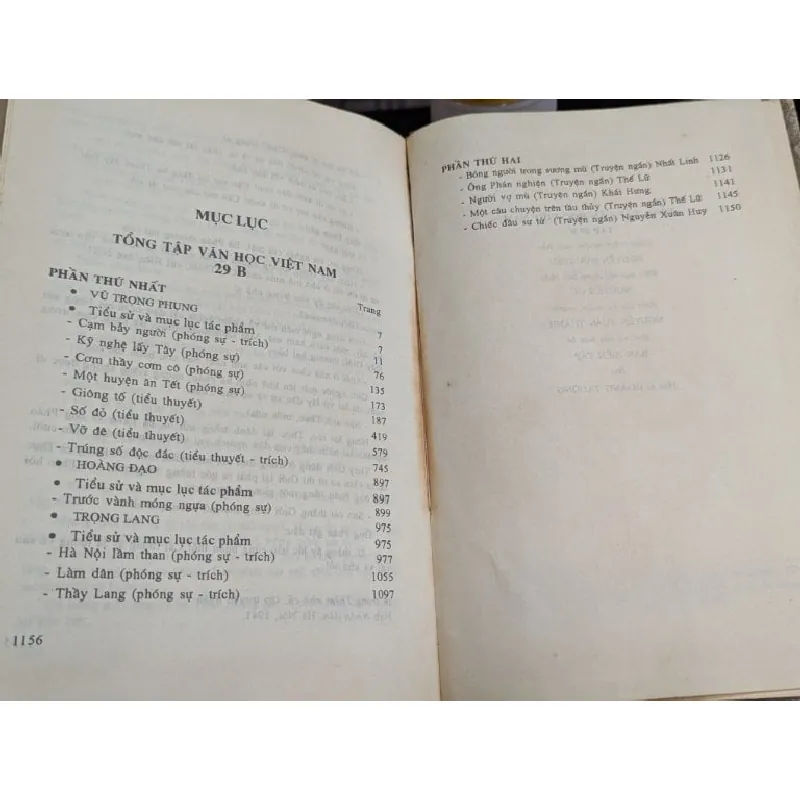 MỤC LỤC
TỔNG TẬP VĂN HỌC VIỆT NAM
29 B
PHẦN THỨ NHẤT
Trang
• VŨ TRỌNG PHỤNG
• Tiểu sử và mục lục tác phẩm 7
- Cạm bẫy người (phóng sự - trích) 7
- Kỹ nghệ lấy Tây (phóng sự) 11
- Cơm thầy cơm cô (phóng sự) 76
- Một huyện ăn Tết (phóng sự) 135
- Giông tố (tiểu thuyết) 173
- Số đỏ (tiểu thuyết) 187
- Vỡ đê (tiểu thuyết) 419
- Trúng số độc đắc (tiểu thuyết - trích) 579
• HOÀNG ĐẠO 745
• Tiểu sử và mục lục tác phẩm 897
- Trước vành móng ngựa (phóng sự) 897
• TRỌNG LANG 899
• Tiểu sử và mục lục tác phẩm 975
- Hà Nội lầm than (phóng sự - trích) 975
- Làm dân (phóng sự - trích) 977
- Thầy Lang (phóng sự - trích) 1055
1097
1156
PHẦN THỨ HAI
- Bóng người trong sương mù (Truyện ngắn) Nhất Linh 1126
- Ông Phán nghiện (Truyện ngắn) Thế Lữ 1131
- Người vợ mù (Truyện ngắn) Khái Hưng 1141
- Một câu chuyện trên tàu thủy (Truyện ngắn) Thế Lữ 1145
- Chiếc đầu sư tử (Truyện ngắn) Nguyễn Xuân Huy 1150